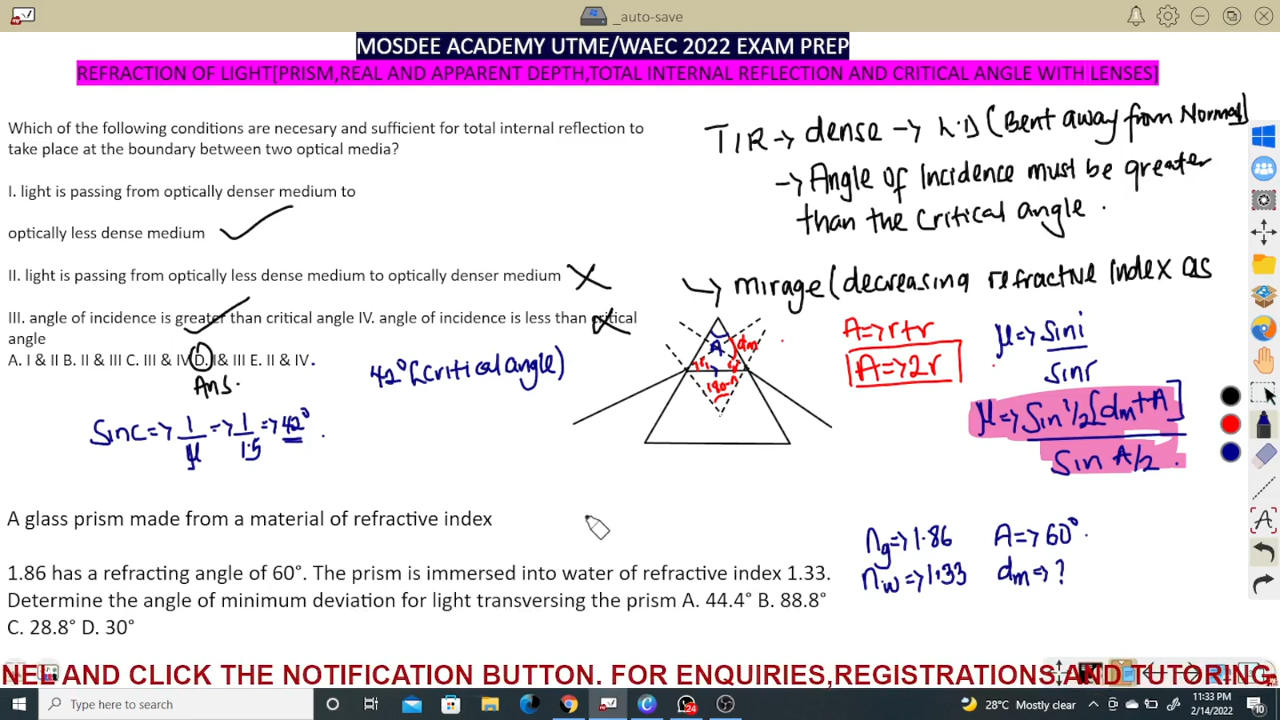 _auto-save
MOSDEE ACADEMY UTME/WAEC 2022 EXAM PREP
REFRACTION OF LIGHT[PRISM,REAL AND APPARENT DEPTH,TOTAL INTERNAL REFLECTION AND CRITICAL ANGLE WITH LENSES]
Which of the following conditions are necesary and sufficient for total internal reflection to
take place at the boundary between two optical media?
I. light is passing from optically denser medium to
optically less dense medium
II. light is passing from optically less dense medium to optically denser medium
III. angle of incidence is greater than critical angle IV. angle of incidence is less than critical
angle
A. I & II B. II & III C. III & IV D. I & III E. II & IV.
Ans.
42° [critical angle)
Sinc => 1/μ => 1/1.5 => 42°.
TIR -> dense -> L.D (Bent away from Normal)
-> Angle of Incidence must be greater
than the Critical angle.
mirage (decreasing refractive Index as
A dm
r r
180-A
A => r+r
A => 2r
μ => Sini/Sinr
μ => Sin 1/2 [dm + A]
Sin A/2.
A glass prism made from a material of refractive index
1.86 has a refracting angle of 60°. The prism is immersed into water of refractive index 1.33.
Determine the angle of minimum deviation for light transversing the prism A. 44.4° B. 88.8°
C. 28.8° D. 30°
ng => 1.86 A => 60°.
nw => 1.33 dm => ?
NEL AND CLICK THE NOTIFICATION BUTTON. FOR ENQUIRIES,REGISTRATIONS AND TUTORING,
Type here to search
24
28°C Mostly clear
11:33 PM
2/14/2022
10